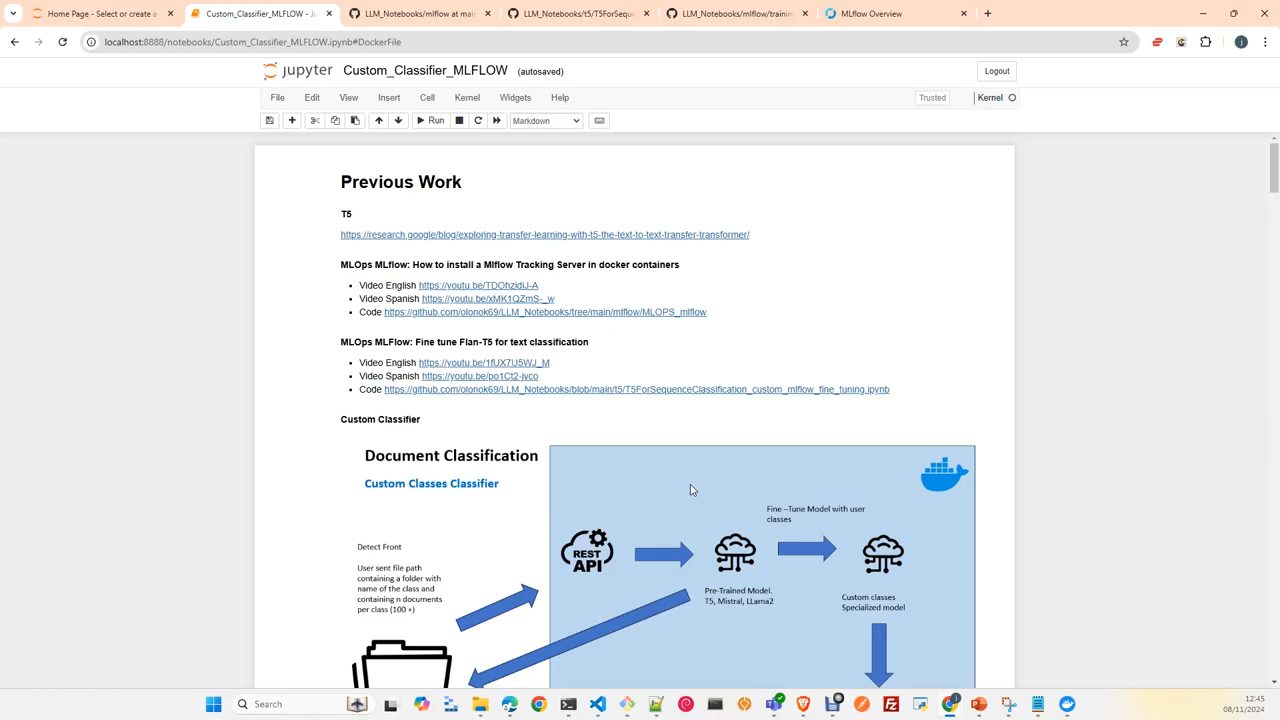 Home Page - Select or create a
Custom_Classifier_MLFLOW - J
LLM_Notebooks/mlflow at main
LLM_Notebooks/t5/T5ForSeque
LLM_Notebooks/mlflow/training
MLflow Overview
localhost:8888/notebooks/Custom_Classifier_MLFLOW.ipynb#DockerFile
jupyter Custom_Classifier_MLFLOW (autosaved)
Logout
File Edit View Insert Cell Kernel Widgets Help
Trusted
Kernel
Run
Markdown
Previous Work
T5
https://research.google/blog/exploring-transfer-learning-with-t5-the-text-to-text-transfer-transformer/
MLOps MLflow: How to install a Mlflow Tracking Server in docker containers
Video English https://youtu.be/TDOhzidiJ-A
Video Spanish https://youtu.be/xMK1QZmS-_w
Code https://github.com/olonok69/LLM_Notebooks/tree/main/mlflow/MLOPS_mlflow
MLOps MLFlow: Fine tune Flan-T5 for text classification
Video English https://youtu.be/1fUX7U5WJ_M
Video Spanish https://youtu.be/po1Ct2-jvco
Code https://github.com/olonok69/LLM_Notebooks/blob/main/t5/T5ForSequenceClassification_custom_mlflow_fine_tuning.ipynb
Custom Classifier
Document Classification
Custom Classes Classifier
Fine –Tune Model with user
classes
Detect Front
User sent file path
containing a folder with
name of the class and
containing n documents
per class (100 +)
REST
API
Pre-Trained Model.
T5, Mistral, LLama2
Custom classes
Specialized model
Search
12:45
08/11/2024